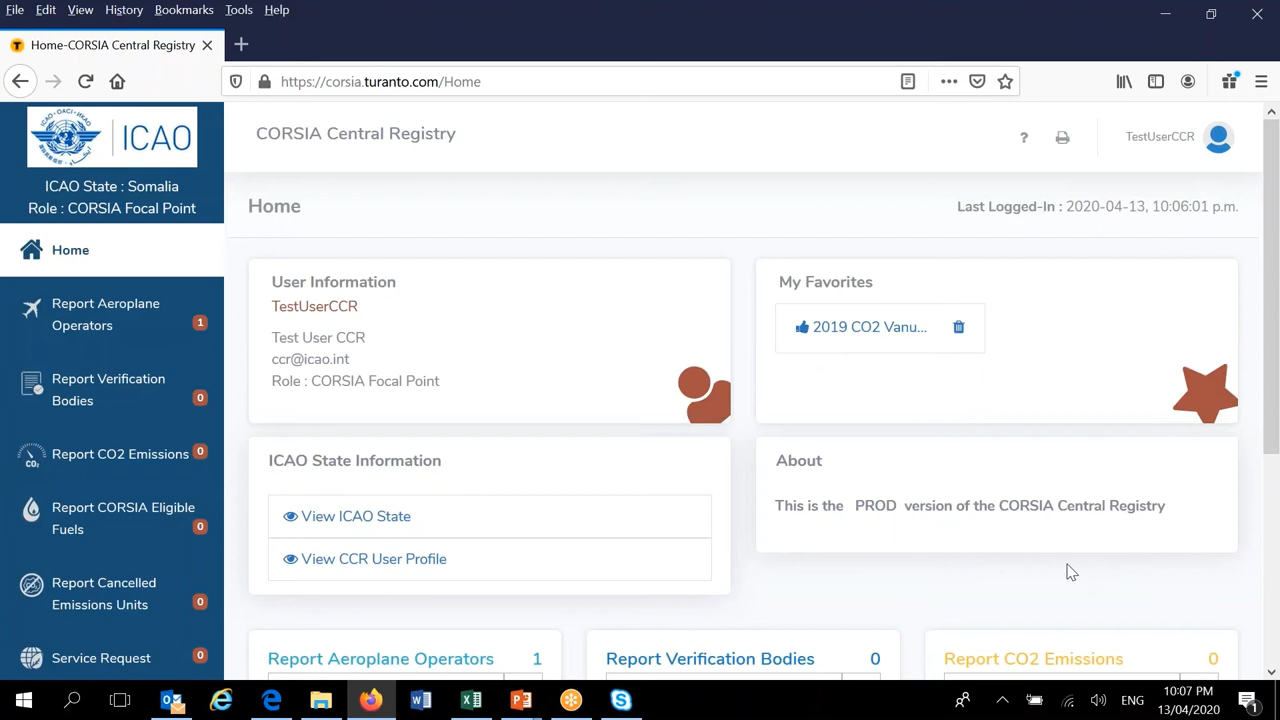 File Edit View History Bookmarks Tools Help
Home-CORSIA Central Registry
https://corsia.turanto.com/Home
ICAO
ICAO State : Somalia
Role : CORSIA Focal Point
Home
Report Aeroplane
Operators 1
Report Verification
Bodies 0
Report CO2 Emissions 0
Report CORSIA Eligible
Fuels 0
Report Cancelled
Emissions Units 0
Service Request 0
CORSIA Central Registry
? TestUserCCR
Home
Last Logged-In : 2020-04-13, 10:06:01 p.m.
User Information
TestUserCCR
Test User CCR
ccr@icao.int
Role : CORSIA Focal Point
My Favorites
2019 CO2 Vanu...
ICAO State Information
View ICAO State
View CCR User Profile
About
This is the PROD version of the CORSIA Central Registry
Report Aeroplane Operators 1
Report Verification Bodies 0
Report CO2 Emissions 0
ENG
10:07 PM
13/04/2020
1